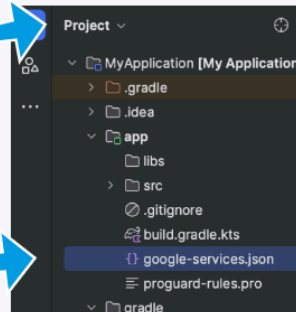 Project
MyApplication [My Application
.gradle
.idea
app
libs
src
.gitignore
build.gradle.kts
google-services.json
proguard-rules.pro
gradle